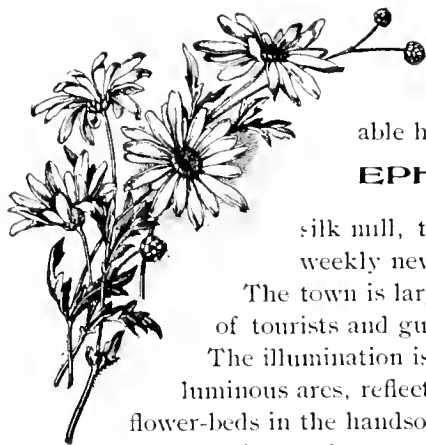 able h
EPH
silk mill, t
weekly nev
The town is lar
of tourists and gu
The illumination is
luminous arcs, reflect
flower-beds in the handso